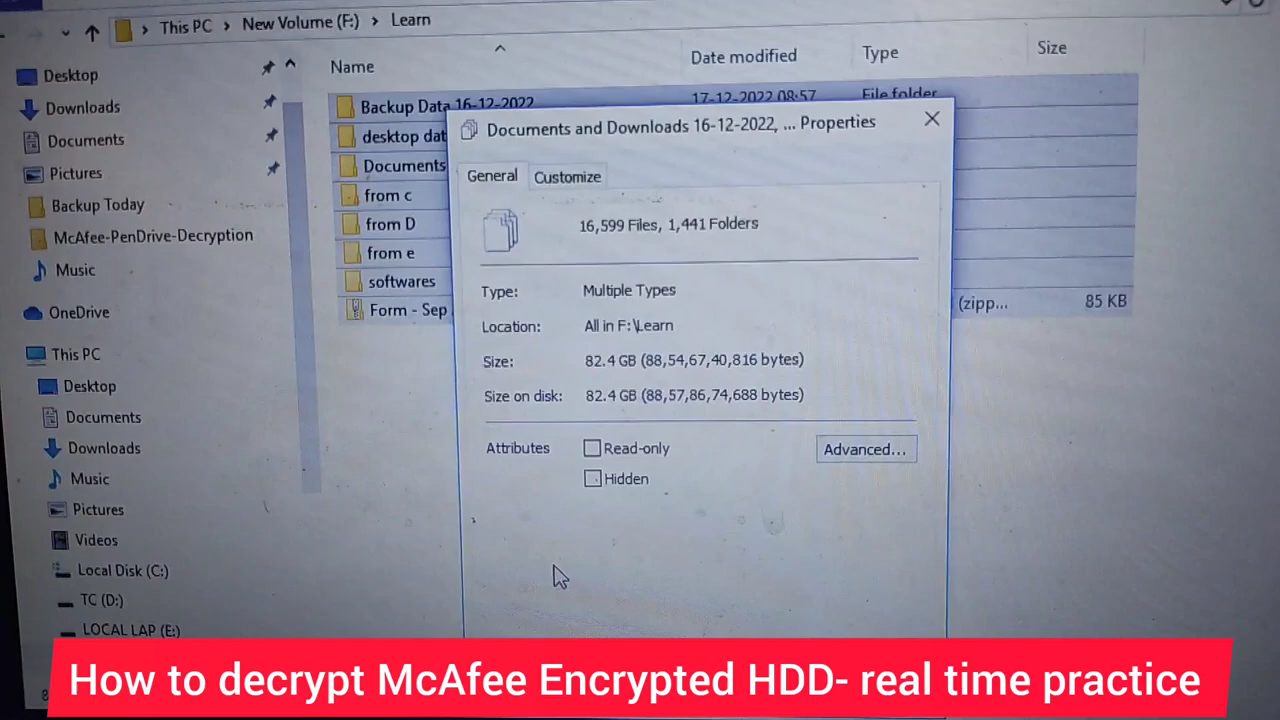 This PC > New Volume (F:) > Learn
Name Date modified Type Size
Desktop
Downloads
Documents
Pictures
Backup Today
McAfee-PenDrive-Decryption
Music
OneDrive
This PC
Desktop
Documents
Downloads
Music
Pictures
Videos
Local Disk (C:)
TC (D:)
LOCAL LAP (E:)
Backup Data 16-12-2022 17-12-2022 08:57 File folder
desktop dat
Documents
from c
from D
from e
softwares
Form - Sep (zipp... 85 KB
Documents and Downloads 16-12-2022, ... Properties
General Customize
16,599 Files, 1,441 Folders
Type: Multiple Types
Location: All in F:\Learn
Size: 82.4 GB (88,54,67,40,816 bytes)
Size on disk: 82.4 GB (88,57,86,74,688 bytes)
Attributes Read-only Advanced...
Hidden
How to decrypt McAfee Encrypted HDD- real time practice